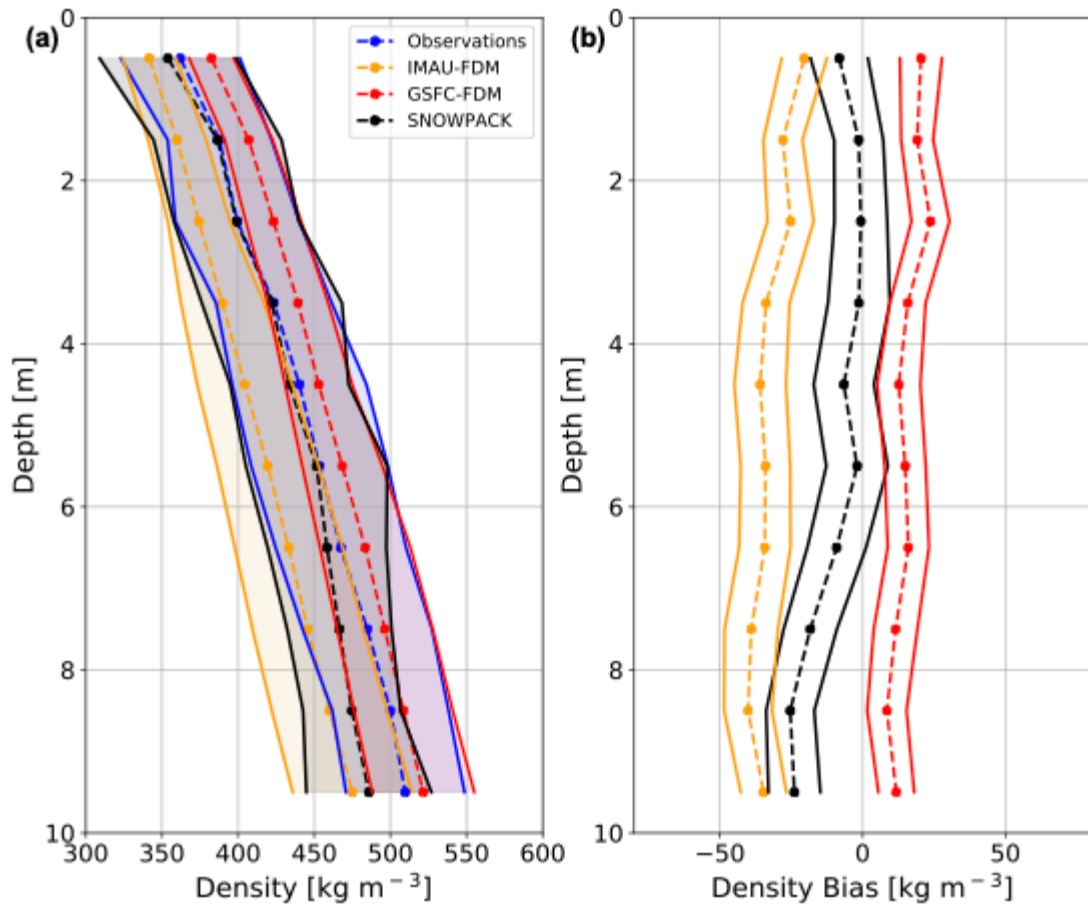 (a)
Observations
IMAU-FDM
GSFC-FDM
SNOWPACK
0
2
4
6
8
10
Depth [m]
300 350 400 450 500 550 600
Density [kg m⁻³]
(b)
0
2
4
6
8
10
Depth [m]
−50 0 50
Density Bias [kg m⁻³]